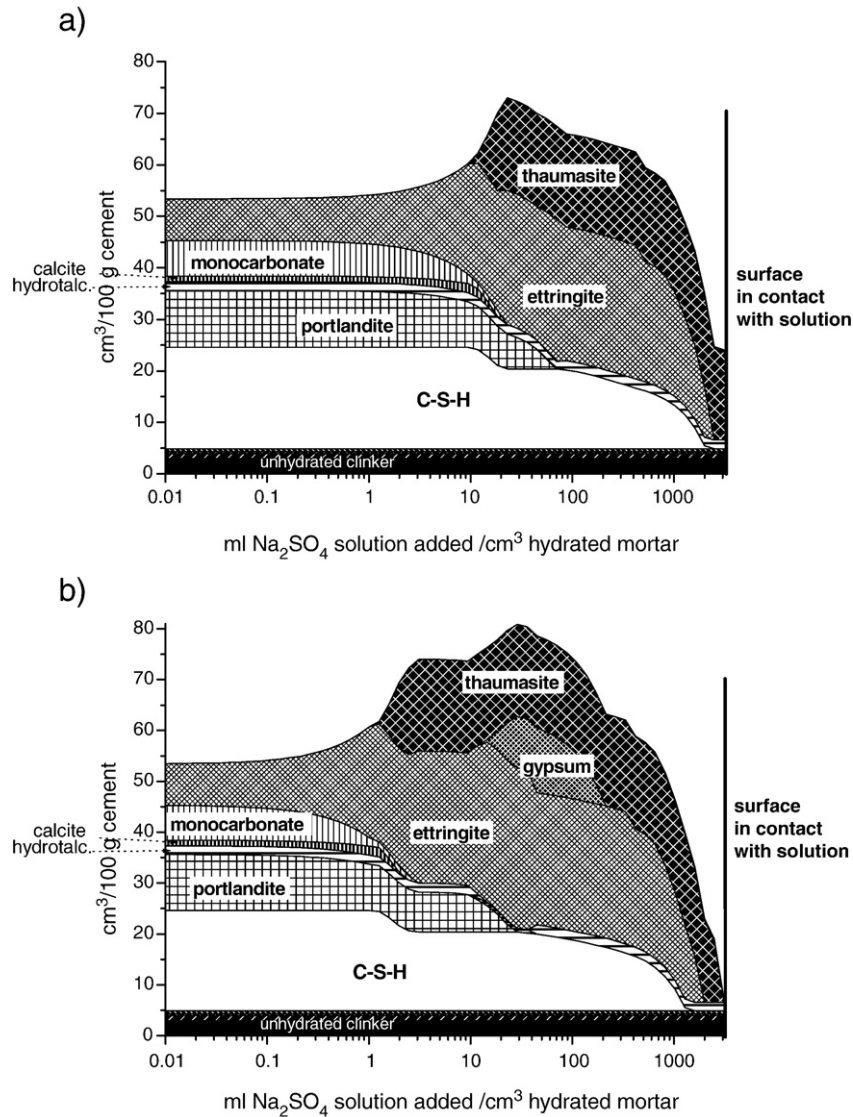 a)
80
70
60
50
40
30
20
10
0
cm³/100 g cement
calcite
hydrotalc.
thaumasite
monocarbonate
ettringite
portlandite
C-S-H
unhydrated clinker
surface
in contact
with solution
0.01 0.1 1 10 100 1000
ml Na₂SO₄ solution added /cm³ hydrated mortar
b)
80
70
60
50
40
30
20
10
0
cm³/100 g cement
calcite
hydrotalc.
thaumasite
gypsum
monocarbonate
ettringite
portlandite
C-S-H
unhydrated clinker
surface
in contact
with solution
0.01 0.1 1 10 100 1000
ml Na₂SO₄ solution added /cm³ hydrated mortar